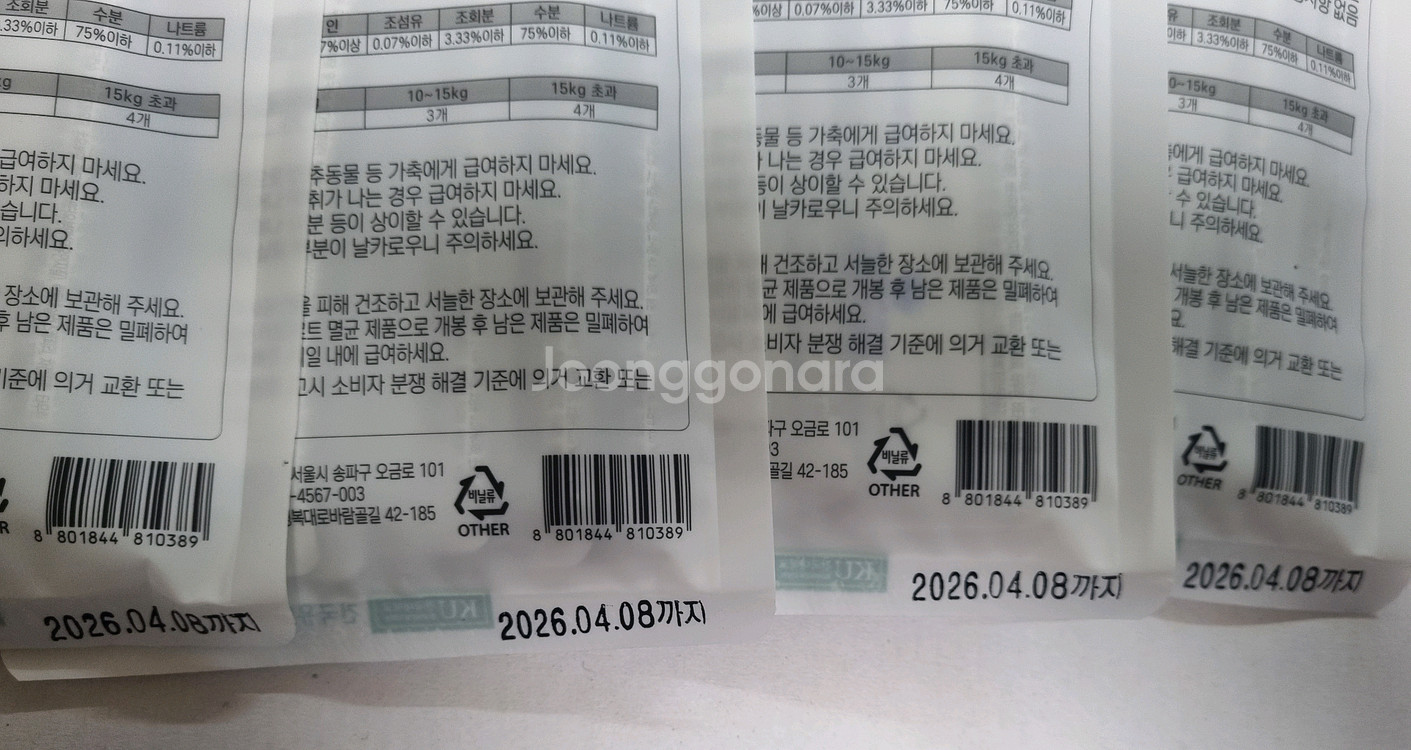 조회분 수분 나트륨
.33%이하 75%이하 0.11%이하
15kg 초과
4개
급여하지 마세요.
하지 마세요.
습니다.
의하세요.
장소에 보관해 주세요.
후 남은 제품은 밀폐하여
기준에 의거 교환 또는
8 801844 810389
2026.04.08까지
인 조섬유 조회분 수분 나트륨
7%이상 0.07%이하 3.33%이하 75%이하 0.11%이하
10~15kg 15kg 초과
3개 4개
추동물 등 가축에게 급여하지 마세요.
취가 나는 경우 급여하지 마세요.
분 등이 상이할 수 있습니다.
부분이 날카로우니 주의하세요.
을 피해 건조하고 서늘한 장소에 보관해 주세요.
르트 멸균 제품으로 개봉 후 남은 제품은 밀폐하여
일 내에 급여하세요.
고시 소비자 분쟁 해결 기준에 의거 교환 또는
서울시 송파구 오금로 101
-4567-003
행복대로바람골길 42-185
비닐류
OTHER
8 801844 810389
KU
2026.04.08까지
%이상 0.07%이하 3.33%이하 75%이하 0.11%이하
10~15kg 15kg 초과
3개 4개
동물 등 가축에게 급여하지 마세요.
가 나는 경우 급여하지 마세요.
등이 상이할 수 있습니다.
이 날카로우니 주의하세요.
해 건조하고 서늘한 장소에 보관해 주세요.
균 제품으로 개봉 후 남은 제품은 밀폐하여
에 급여하세요.
비자 분쟁 해결 기준에 의거 교환 또는
파구 오금로 101
3
골길 42-185
비닐류
OTHER
8 801844 810389
KU
2026.04.08까지
없음
유 조회분 수분 나트륨
이하 3.33%이하 75%이하 0.11%이하
0~15kg 15kg 초과
3개 4개
에게 급여하지 마세요.
급여하지 마세요.
수 있습니다.
니 주의하세요.
서늘한 장소에 보관해 주세요.
개봉 후 남은 제품은 밀폐하여
요.
해결 기준에 의거 교환 또는
비닐류
OTHER
8 801844 810389
2026.04.08까지
Joonggonara